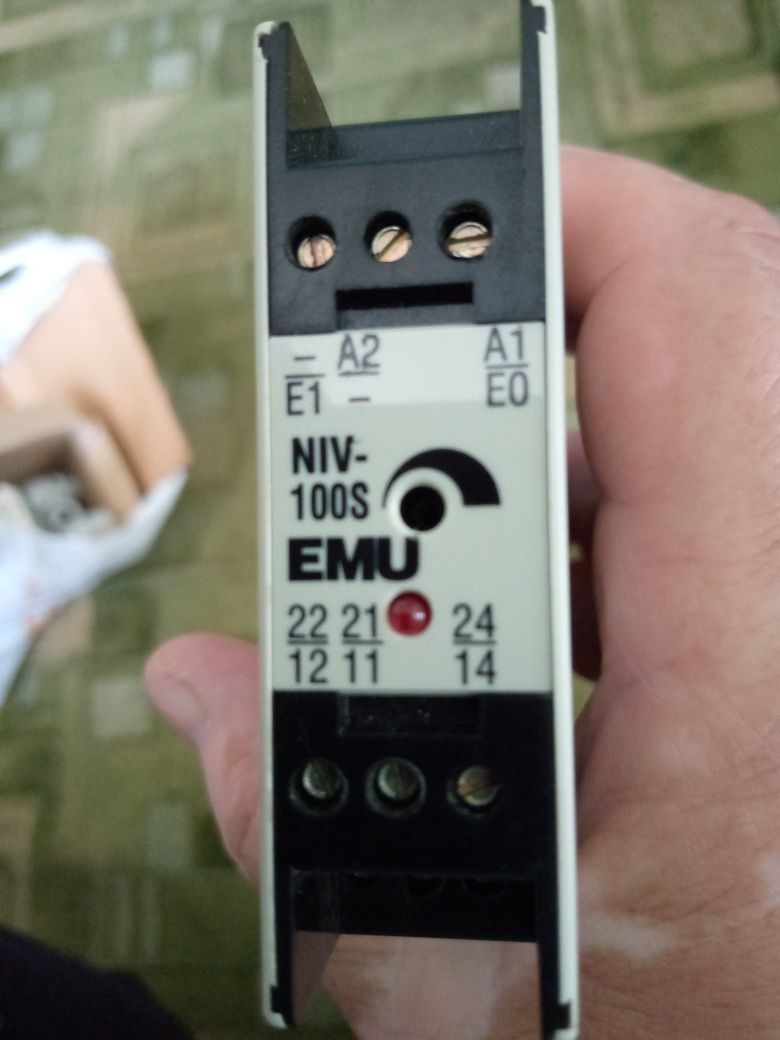 – A2 A1
E1 – E0
NIV-
100S
EMU
22 21 24
12 11 14